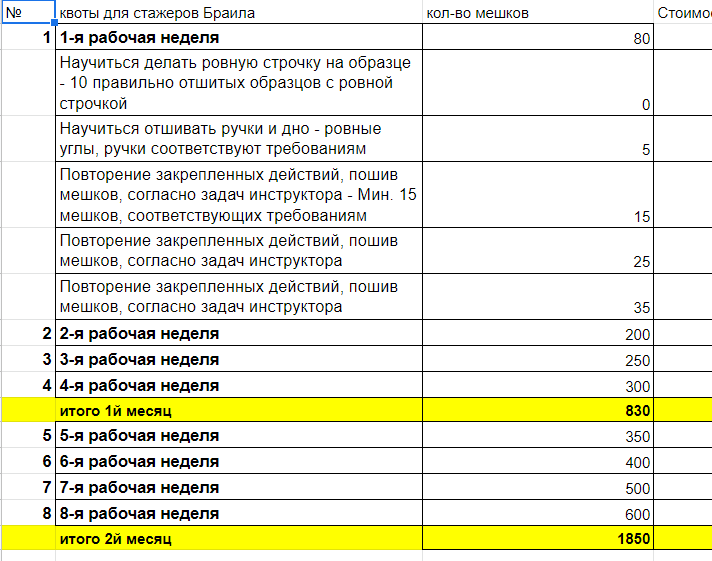 № квоты для стажеров Браила кол-во мешков Стоимос
1 1-я рабочая неделя 80
Научиться делать ровную строчку на образце
- 10 правильно отшитых образцов с ровной
строчкой 0
Научиться отшивать ручки и дно - ровные
углы, ручки соответствуют требованиям 5
Повторение закрепленных действий, пошив
мешков, согласно задач инструктора - Мин. 15
мешков, соответствующих требованиям 15
Повторение закрепленных действий, пошив
мешков, согласно задач инструктора 25
Повторение закрепленных действий, пошив
мешков, согласно задач инструктора 35
2 2-я рабочая неделя 200
3 3-я рабочая неделя 250
4 4-я рабочая неделя 300
итого 1й месяц 830
5 5-я рабочая неделя 350
6 6-я рабочая неделя 400
7 7-я рабочая неделя 500
8 8-я рабочая неделя 600
итого 2й месяц 1850